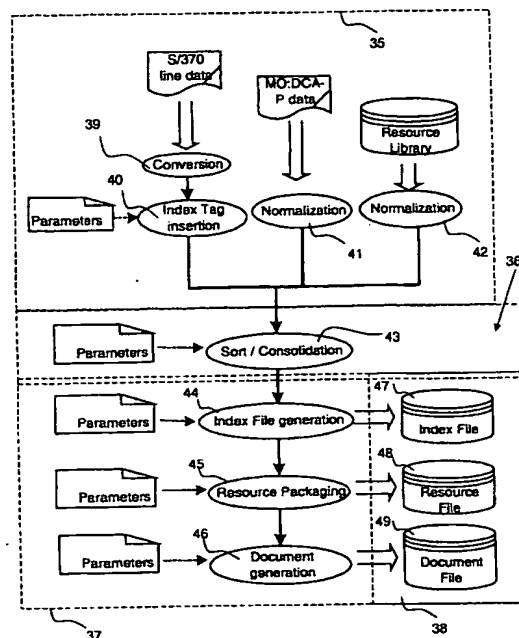 35
S/370
line data
MO:DCA-
P data
Resource
Library
39
Conversion
40
Index Tag
insertion
Parameters
Normalization
41
Normalization
42
36
Parameters
Sort / Consolidation
43
Parameters
44
Index File generation
47
Index File
Parameters
45
Resource Packaging
48
Resource
File
Parameters
46
Document
generation
49
Document
File
37
38